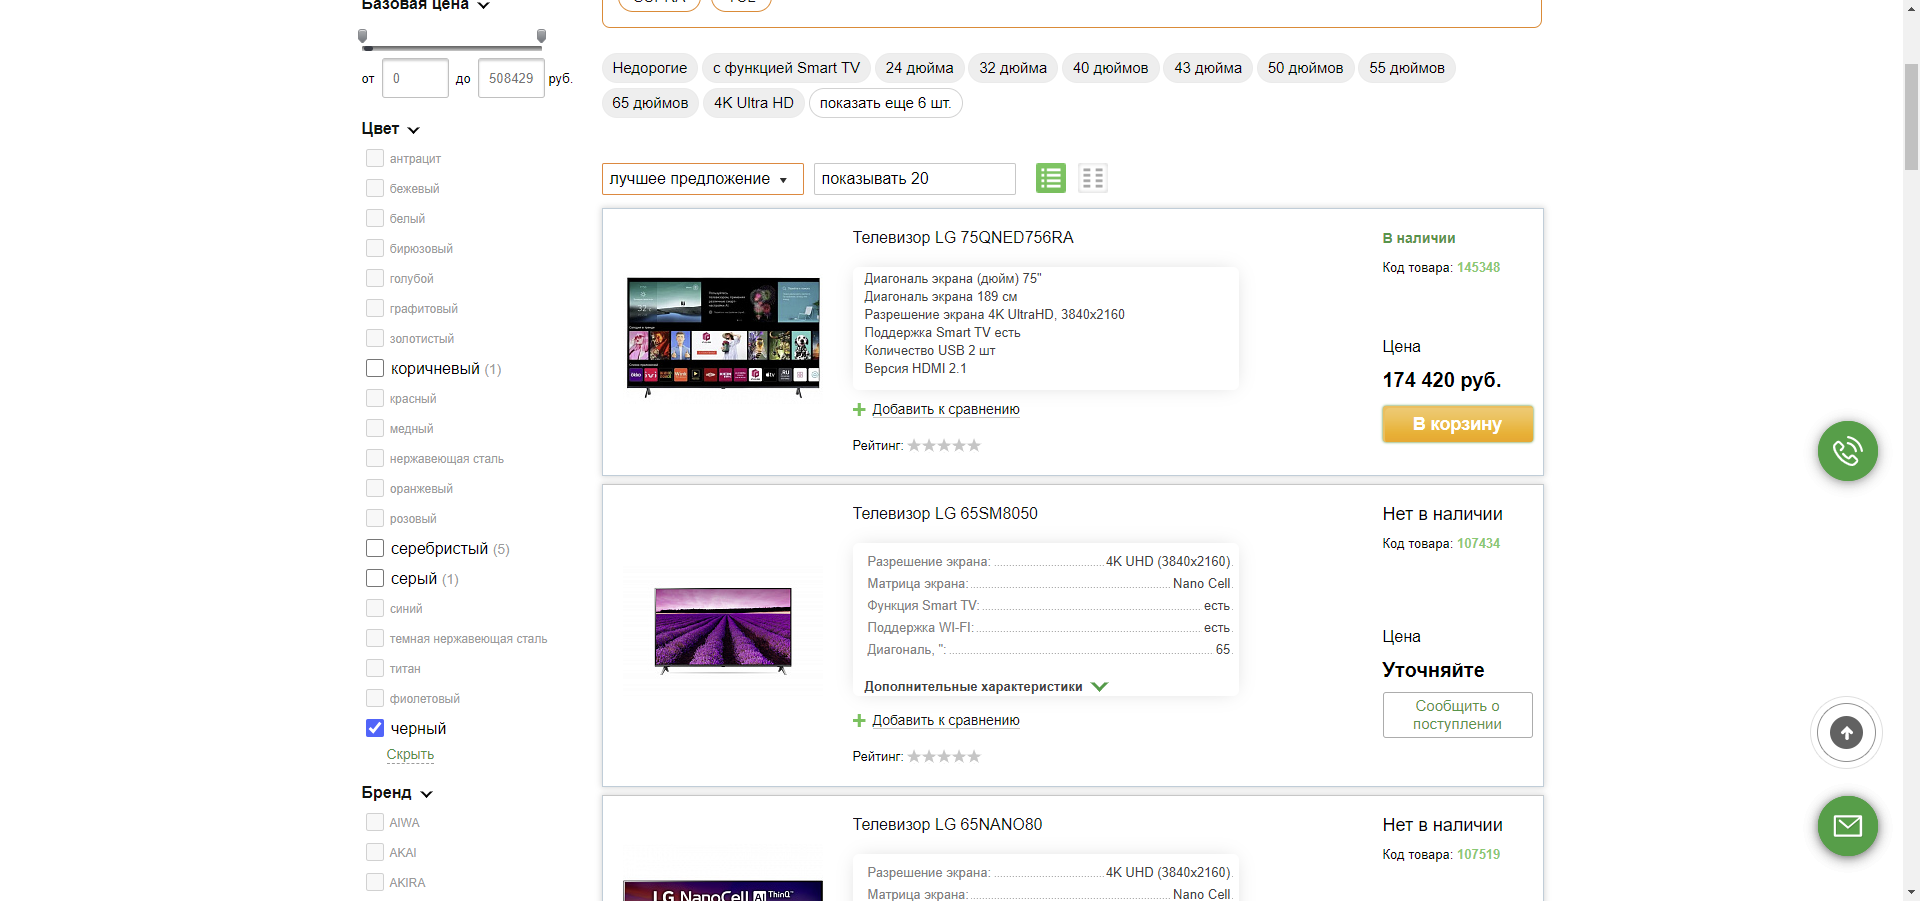 Базовая цена
от 0 до 508429 руб.
Цвет
антрацит
бежевый
белый
бирюзовый
голубой
графитовый
золотистый
коричневый (1)
красный
медный
нержавеющая сталь
оранжевый
розовый
серебристый (5)
серый (1)
синий
темная нержавеющая сталь
титан
фиолетовый
черный
Скрыть
Бренд
AIWA
AKAI
AKIRA
Недорогие с функцией Smart TV 24 дюйма 32 дюйма 40 дюймов 43 дюйма 50 дюймов 55 дюймов
65 дюймов 4K Ultra HD показать еще 6 шт.
лучшее предложение показывать 20
Телевизор LG 75QNED756RA
Диагональ экрана (дюйм) 75"
Диагональ экрана 189 см
Разрешение экрана 4K UltraHD, 3840x2160
Поддержка Smart TV есть
Количество USB 2 шт
Версия HDMI 2.1
Добавить к сравнению
Рейтинг:
В наличии
Код товара: 145348
Цена
174 420 руб.
В корзину
Телевизор LG 65SM8050
Разрешение экрана: 4K UHD (3840x2160)
Матрица экрана: Nano Cell
Функция Smart TV: есть
Поддержка WI-FI: есть
Диагональ, ": 65
Дополнительные характеристики
Добавить к сравнению
Рейтинг:
Нет в наличии
Код товара: 107434
Цена
Уточняйте
Сообщить о
поступлении
Телевизор LG 65NANO80
Разрешение экрана: 4K UHD (3840x2160)
Матрица экрана: Nano Cell
LG NanoCell AI ThinQ
Нет в наличии
Код товара: 107519